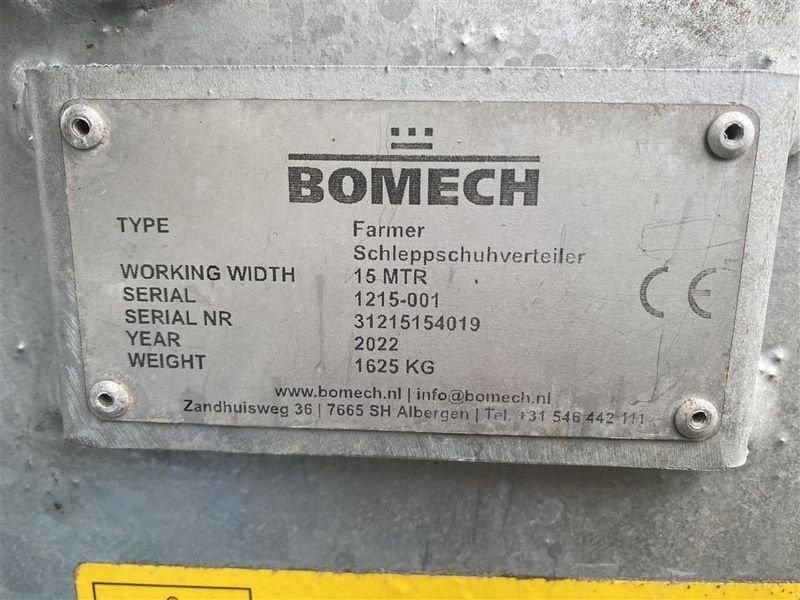 BOMECH
TYPE Farmer
Schleppschuhverteiler
WORKING WIDTH 15 MTR
SERIAL 1215-001
SERIAL NR 31215154019
YEAR 2022
WEIGHT 1625 KG
CE
www.bomech.nl | info@bomech.nl
Zandhuisweg 36 | 7665 SH Albergen | Tel. +31 546 442 111